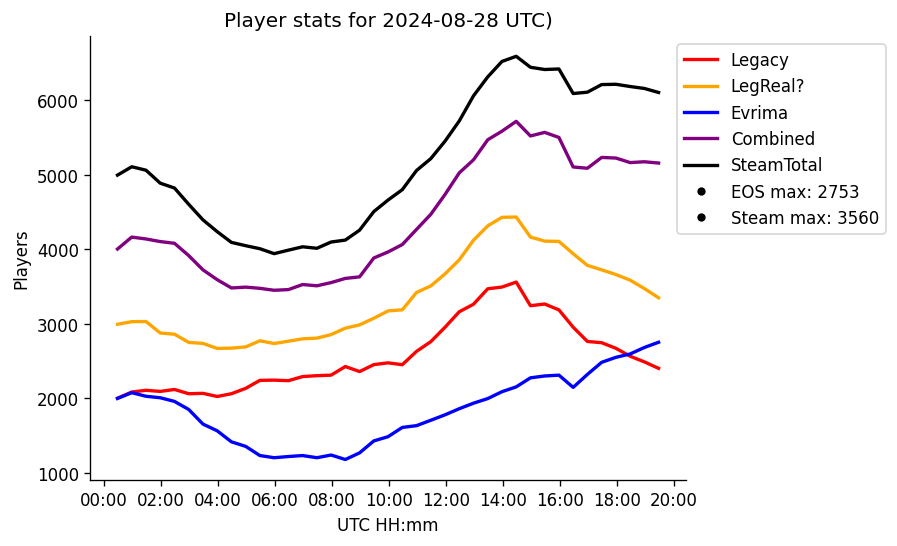 Player stats for 2024-08-28 UTC)
Legacy
LegReal?
Evrima
Combined
SteamTotal
EOS max: 2753
Steam max: 3560
Players
6000
5000
4000
3000
2000
1000
00:00 02:00 04:00 06:00 08:00 10:00 12:00 14:00 16:00 18:00 20:00
UTC HH:mm